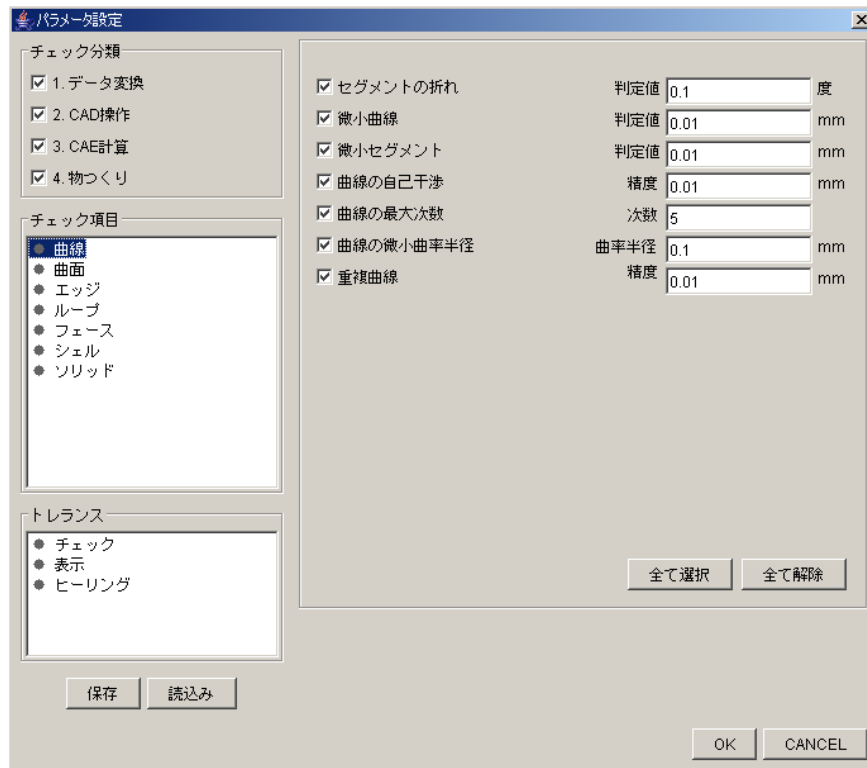 パラメータ設定
チェック分類
1. データ変換
2. CAD操作
3. CAE計算
4. 物つくり
チェック項目
曲線
曲面
エッジ
ループ
フェース
シェル
ソリッド
トレランス
チェック
表示
ヒーリング
保存 読込み
セグメントの折れ 判定値 0.1 度
微小曲線 判定値 0.01 mm
微小セグメント 判定値 0.01 mm
曲線の自己干渉 精度 0.01 mm
曲線の最大次数 次数 5
曲線の微小曲率半径 曲率半径 0.1 mm
重複曲線 精度 0.01 mm
全て選択 全て解除
OK CANCEL